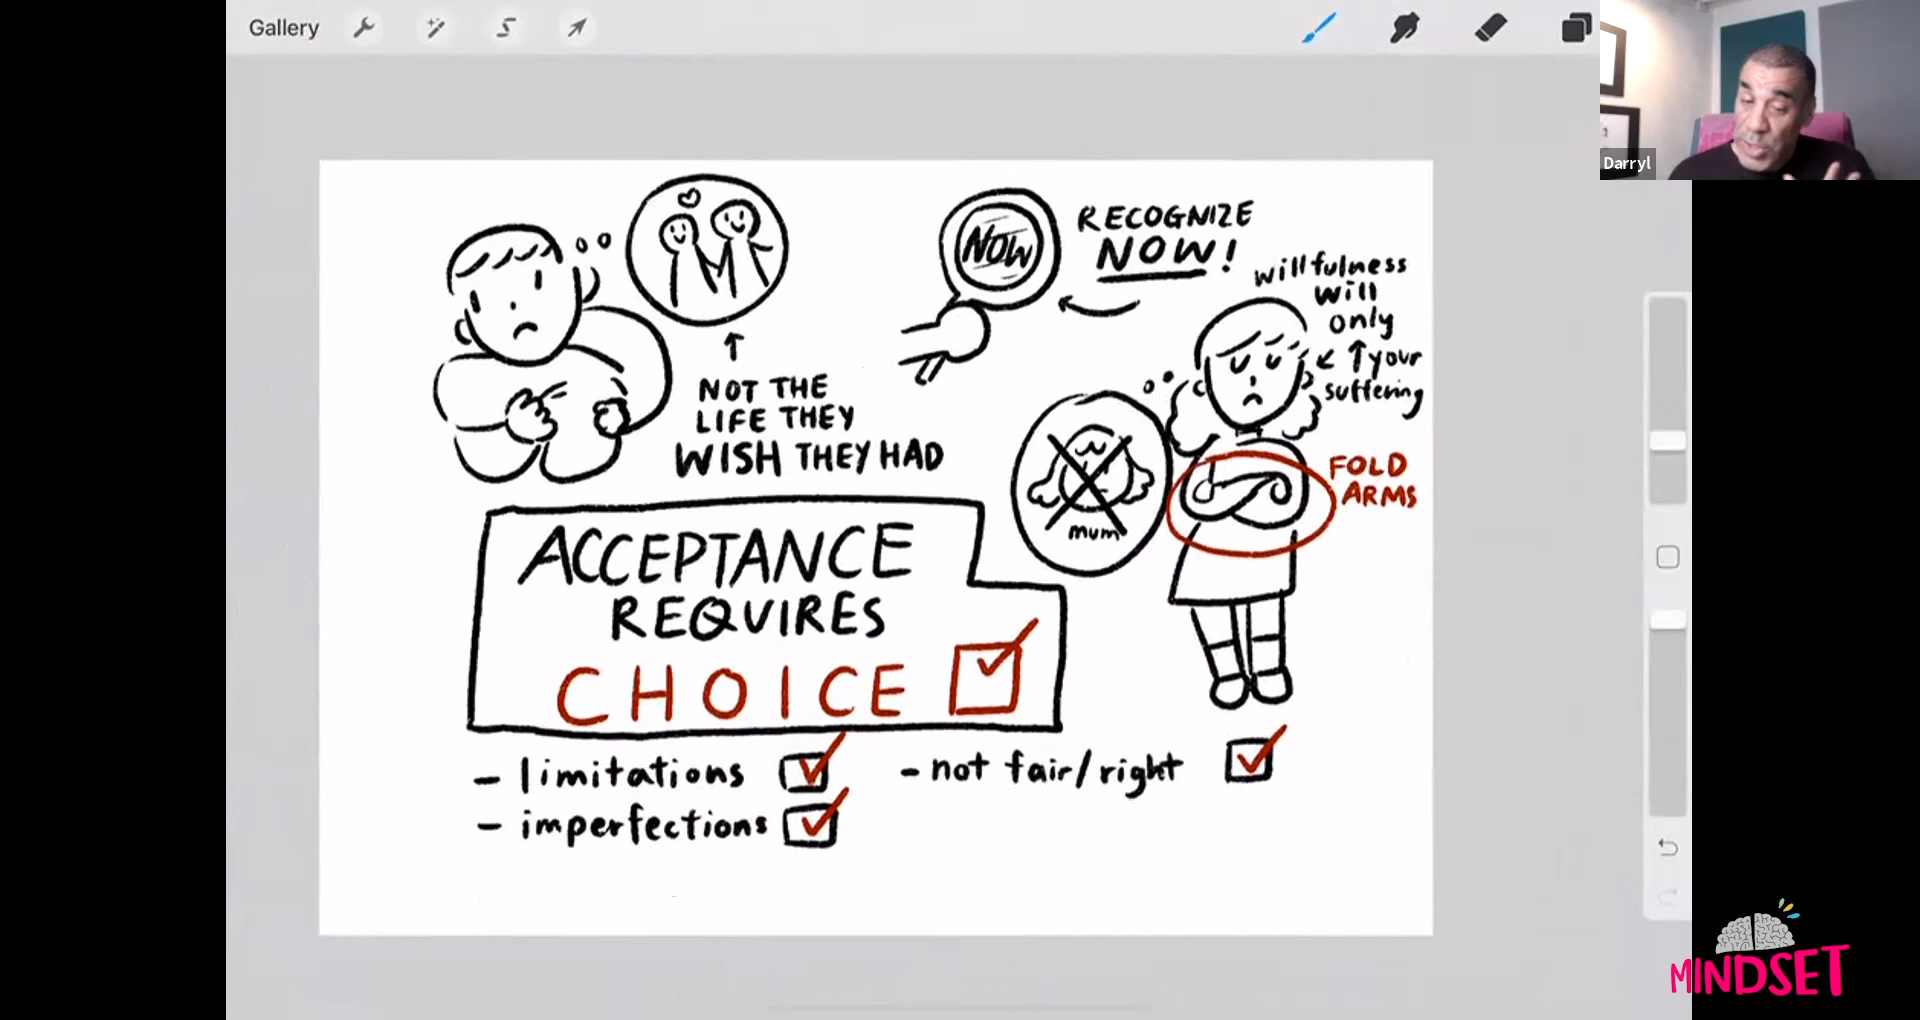 Gallery
Darryl
NOW
RECOGNIZE
NOW!
willfulness
will
only
↑your
suffering
NOT THE
LIFE THEY
WISH THEY HAD
mum
FOLD
ARMS
ACCEPTANCE
REQUIRES
CHOICE
- limitations
- imperfections
- not fair/right
MINDSET